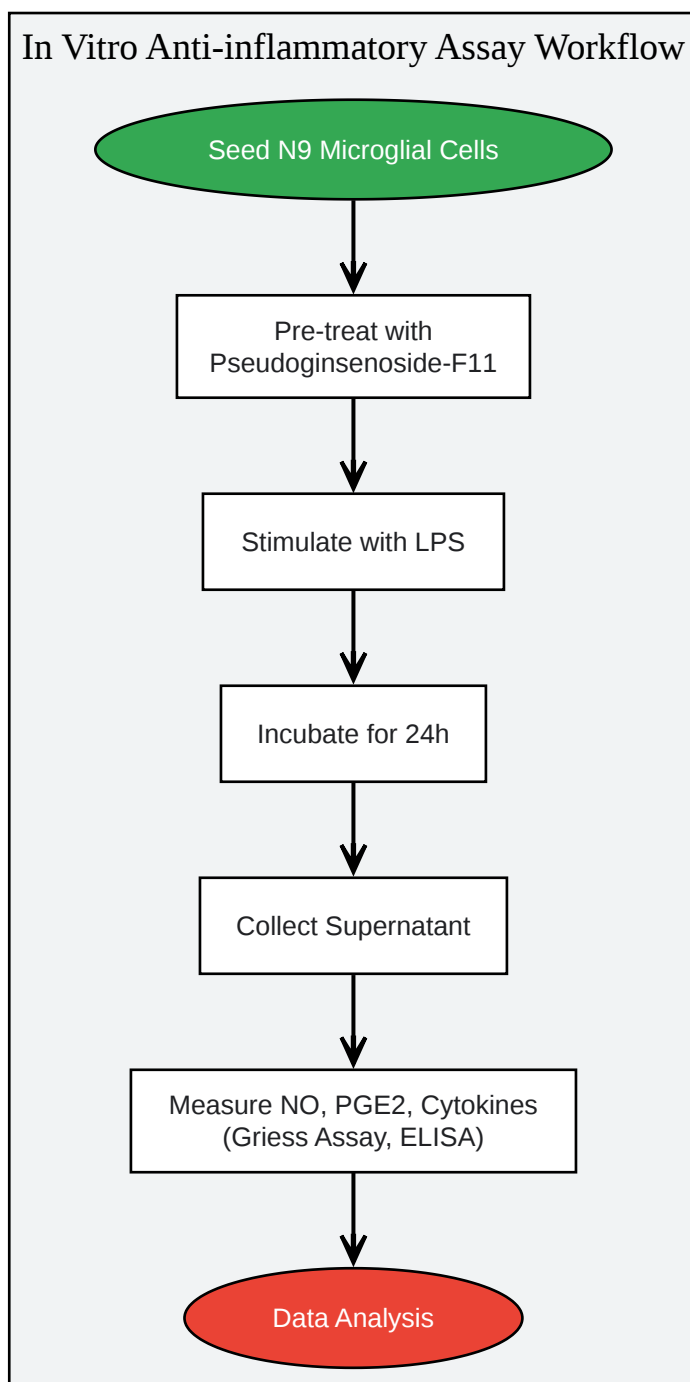 In Vitro Anti-inflammatory Assay Workflow
Seed N9 Microglial Cells
Pre-treat with
Pseudoginsenoside-F11
Stimulate with LPS
Incubate for 24h
Collect Supernatant
Measure NO, PGE2, Cytokines
(Griess Assay, ELISA)
Data Analysis